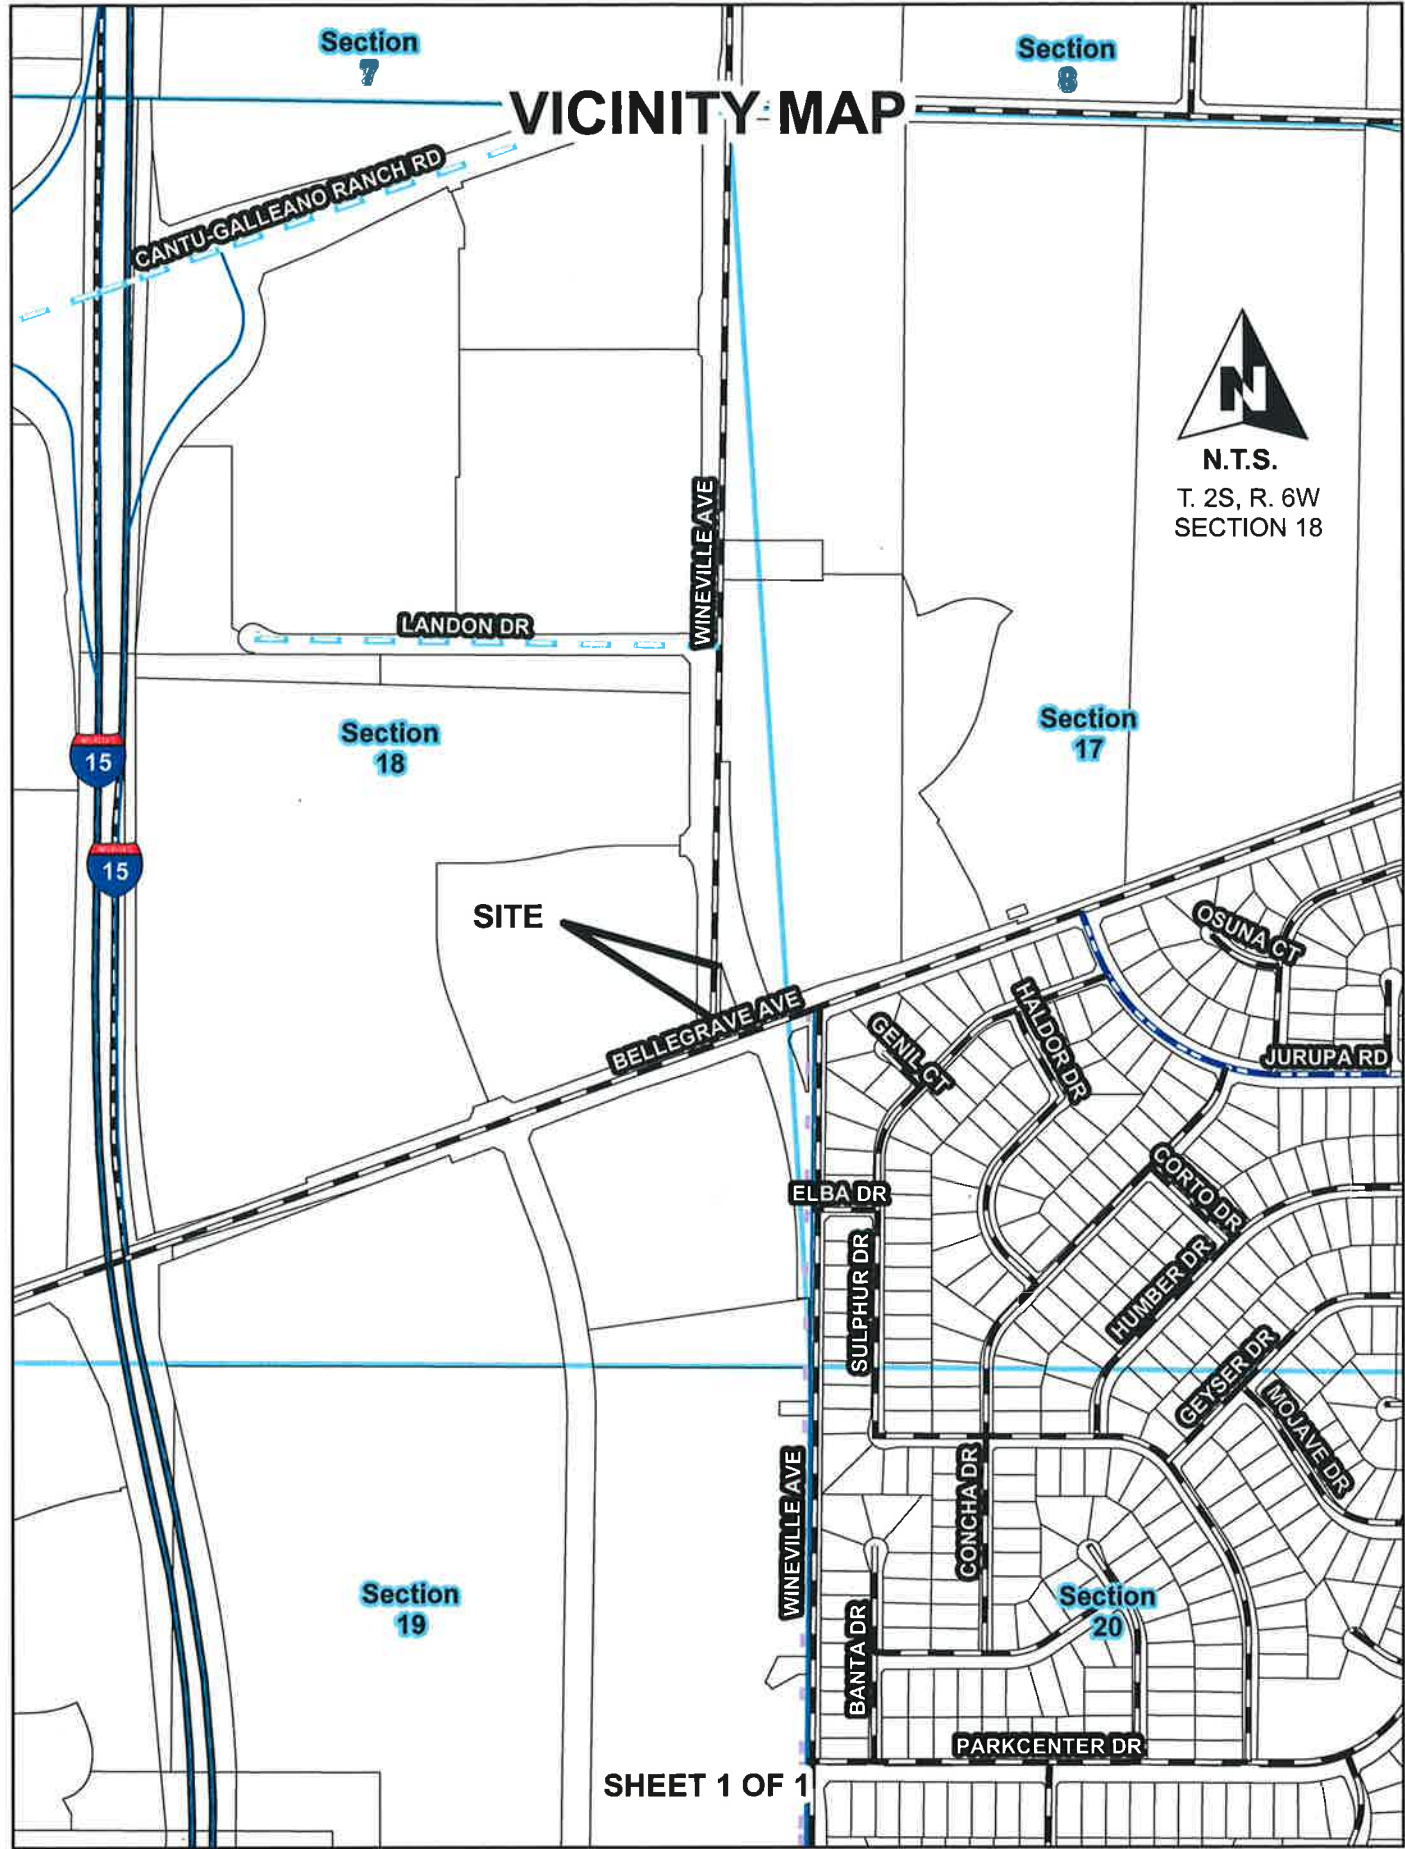 Section
7
Section
8
VICINITY MAP
CANTU-GALLEANO RANCH RD
N
N.T.S.
T. 2S, R. 6W
SECTION 18
WINEVILLE AVE
LANDON DR
Section
18
Section
17
15
15
SITE
OSUNA CT
BELLEGRAVE AVE
HALDOR DR
GENIL CT
JURUPA RD
CORTO DR
ELBA DR
SULPHUR DR
HUMBER DR
GEYSER DR
MOJAVE DR
WINEVILLE AVE
CONCHA DR
Section
19
Section
20
BANTA DR
PARKCENTER DR
SHEET 1 OF 1